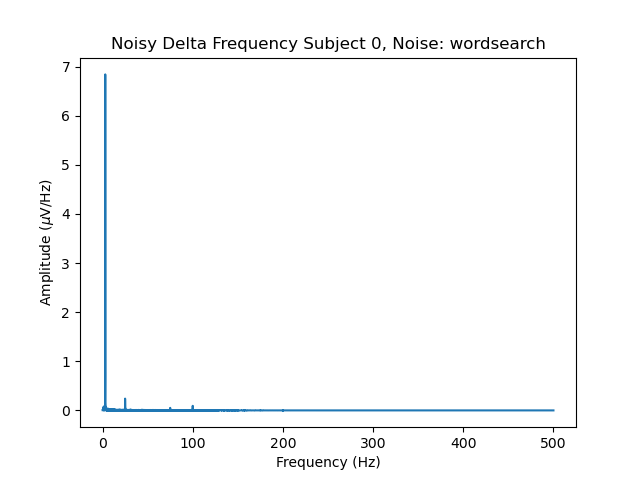 Noisy Delta Frequency Subject 0, Noise: wordsearch
7
6
5
4
3
2
1
0
Amplitude (μV/Hz)
0 100 200 300 400 500
Frequency (Hz)